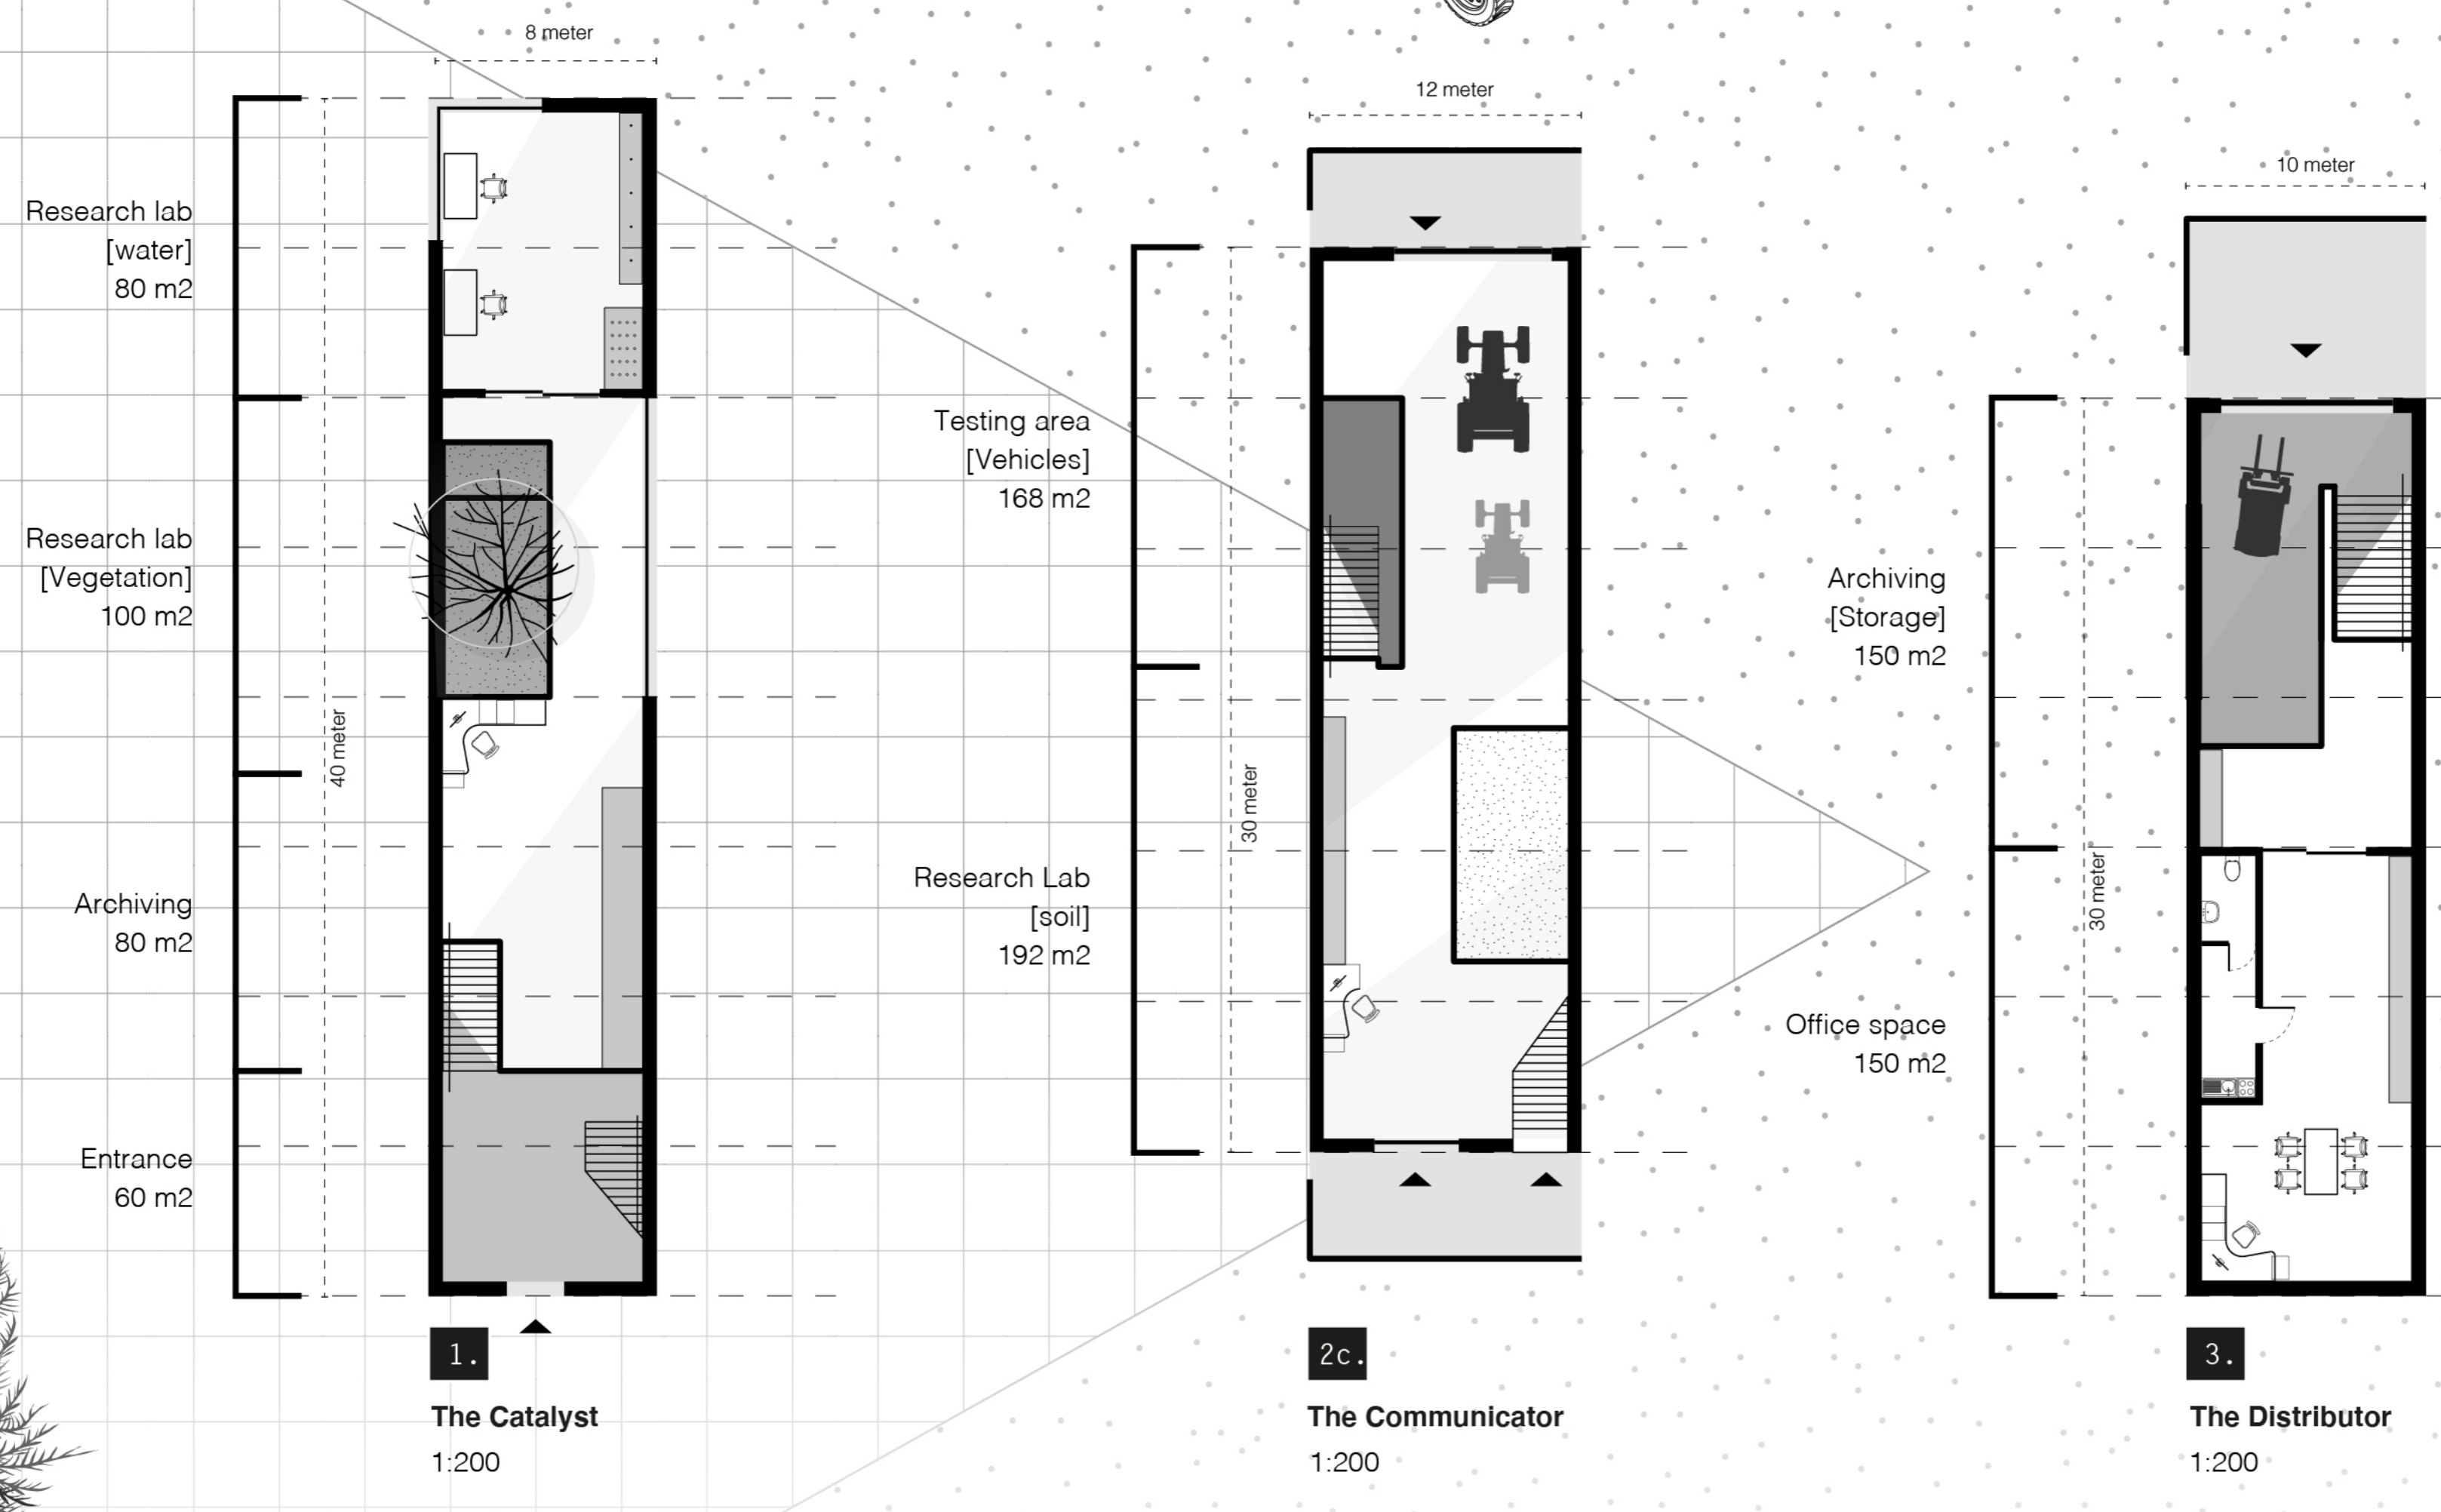 8 meter
Research lab
[water]
80 m2
Research lab
[Vegetation]
100 m2
40 meter
Archiving
80 m2
Entrance
60 m2
1.
The Catalyst
1:200
12 meter
Testing area
[Vehicles]
168 m2
30 meter
Research Lab
[soil]
192 m2
2c.
The Communicator
1:200
10 meter
Archiving
[Storage]
150 m2
30 meter
Office space
150 m2
3.
The Distributor
1:200